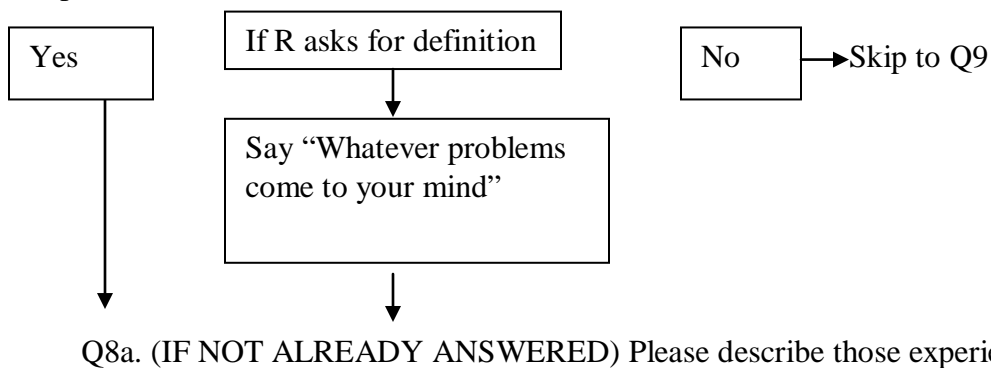 Yes
If R asks for definition
No
Skip to Q9
Say “Whatever problems
come to your mind”
Q8a. (IF NOT ALREADY ANSWERED) Please describe those